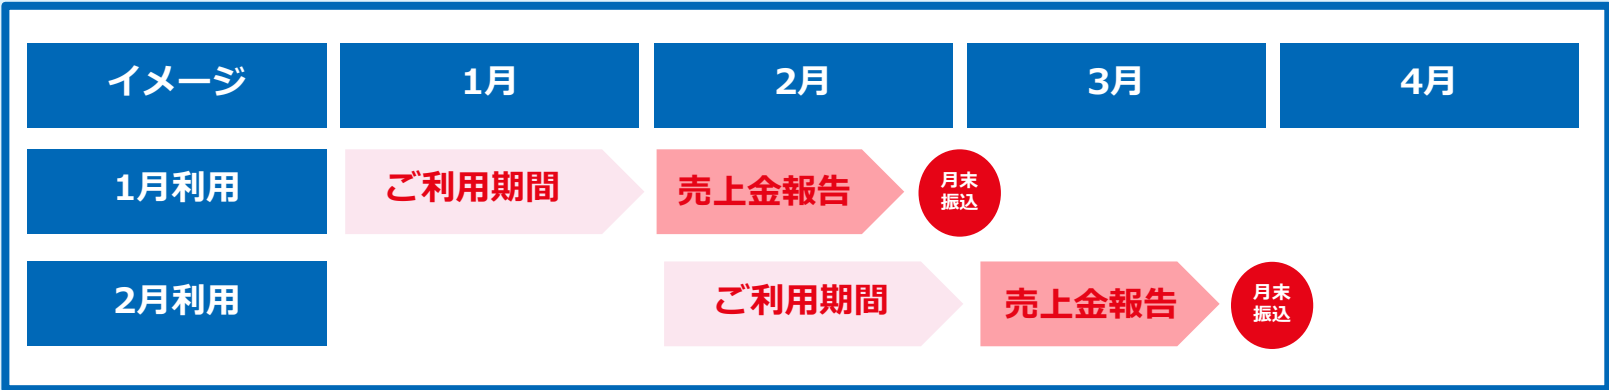 イメージ
1月
2月
3月
4月
1月利用
ご利用期間
売上金報告
月末
振込
2月利用
ご利用期間
売上金報告
月末
振込